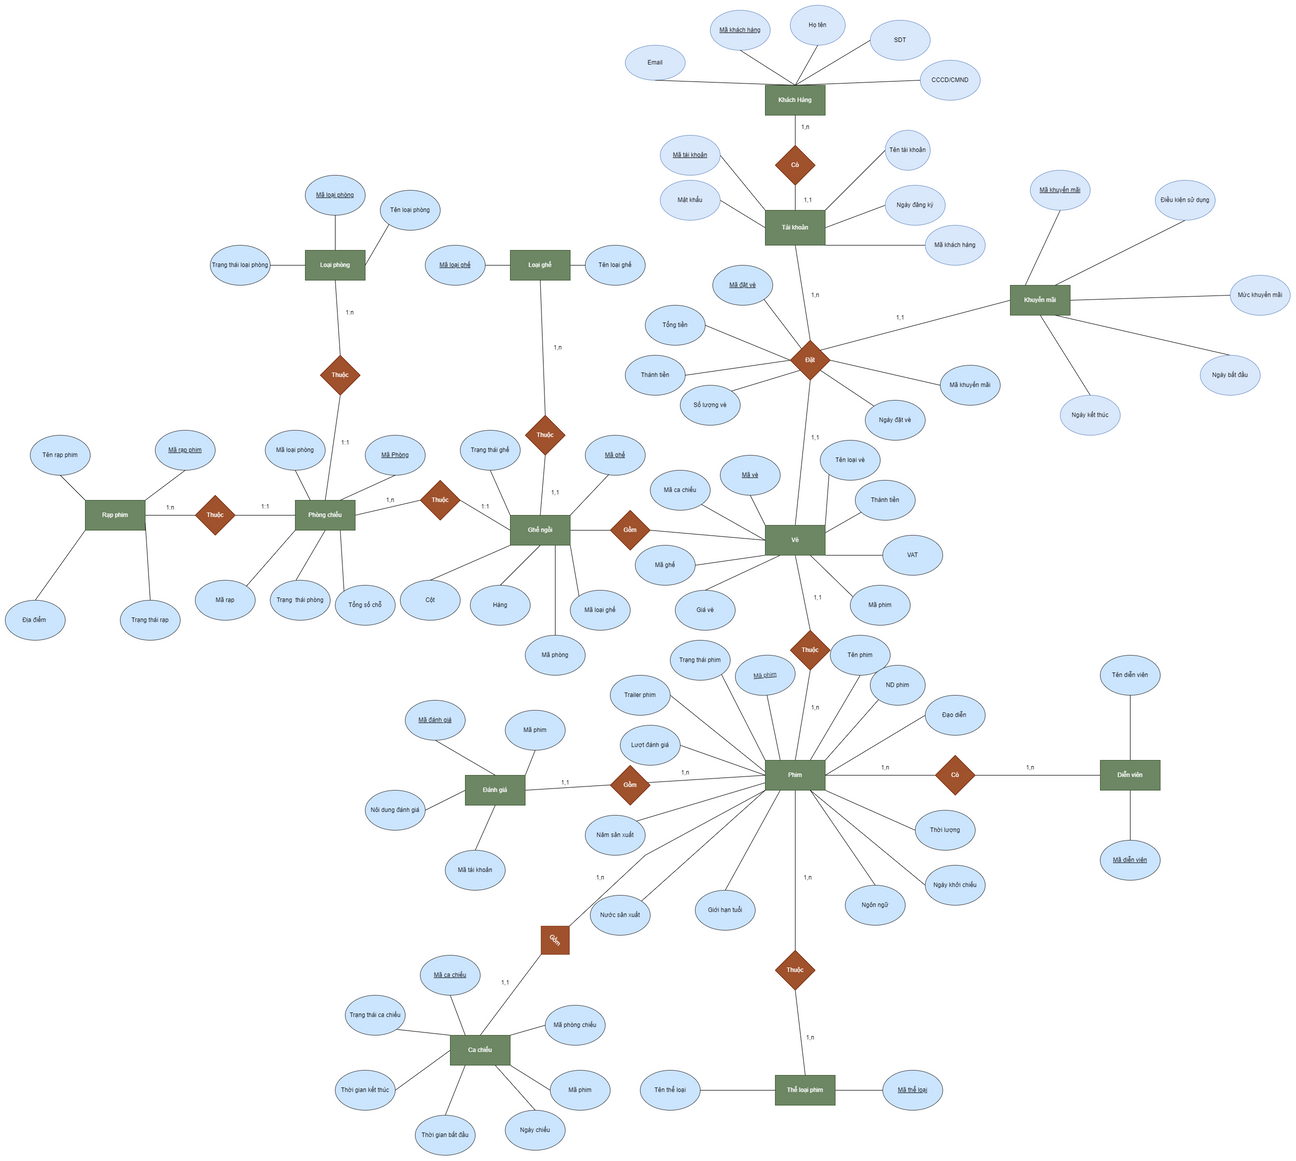 Họ tên
Mã khách hàng
SDT
Email
CCCD/CMND
Khách Hàng
1,n
Tên tài khoản
Mã tài khoản
Có
Mã loại phòng
Mật khẩu
1,1
Ngày đăng ký
Mã khuyến mãi
Điều kiện sử dụng
Tên loại phòng
Tài khoản
Mã khách hàng
Trạng thái loại phòng
Loại phòng
Mã loại ghế
Loại ghế
Tên loại ghế
Mã đặt vé
1,n
Khuyến mãi
Mức khuyến mãi
1:n
Tổng tiền
1,1
1,n
Đặt
Thuộc
Thành tiền
Mã khuyến mãi
Ngày bắt đầu
Số lượng vé
Ngày đặt vé
Ngày kết thúc
Thuộc
1:1
1,1
Tên rạp phim
Mã rạp phim
Mã loại phòng
Mã Phòng
Trạng thái ghế
Mã ghế
Tên loại vé
Mã vé
Mã ca chiếu
1,1
1,n
Thuộc
Thành tiền
1:n
Thuộc
1:1
1:1
Rạp phim
Phòng chiếu
Ghế ngồi
Gồm
Vé
VAT
Mã ghế
Mã rạp
Trạng thái phòng
Tổng số chỗ
Cột
Hàng
Mã loại ghế
Giá vé
1,1
Mã phim
Địa điểm
Trạng thái rạp
Mã phòng
Thuộc
Tên phim
Trạng thái phim
Mã phim
Tên diễn viên
ND phim
Trailer phim
1,n
Đạo diễn
Mã đánh giá
Mã phim
Lượt đánh giá
1,n
1,n
1,n
Phim
Có
Diễn viên
1,1
Gồm
Đánh giá
Nôi dung đánh giá
Năm sản xuất
Thời lượng
Mã diễn viên
Mã tài khoản
1,n
1,n
Ngày khởi chiếu
Nước sản xuất
Giới hạn tuổi
Ngôn ngữ
Gồm
Thuộc
Mã ca chiếu
1,1
Trạng thái ca chiếu
Mã phòng chiếu
1,n
Ca chiếu
Thời gian kết thúc
Mã phim
Tên thể loại
Thể loại phim
Mã thể loại
Thời gian bắt đầu
Ngày chiếu